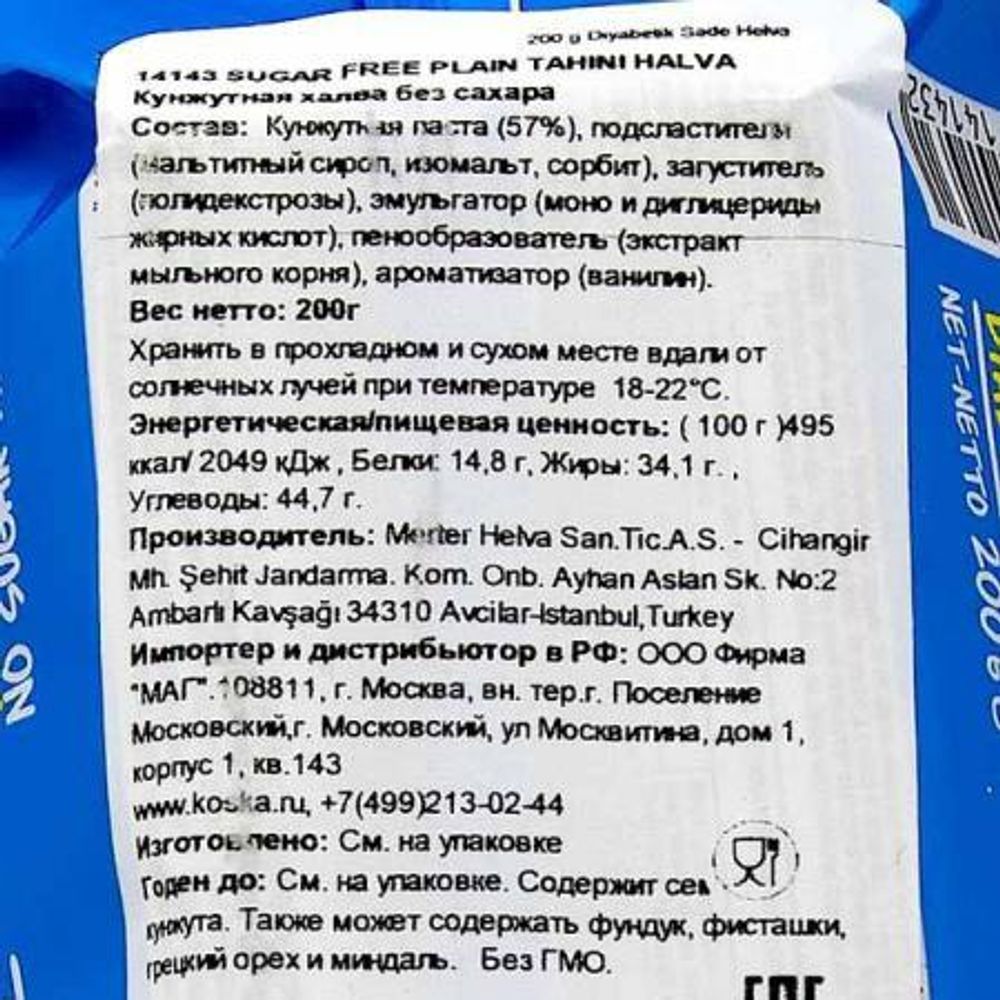 200 g Diyabetik Sade Helva
14143 SUGAR FREE PLAIN TAHINI HALVA
Кунжутная халва без сахара
Состав: Кунжутная паста (57%), подсластители
(мальтитный сироп, изомальт, сорбит), загуститель
(полидекстрозы), эмульгатор (моно и диглицериды
жирных кислот), пенообразователь (экстракт
мыльного корня), ароматизатор (ванилин).
Вес нетто: 200г
Хранить в прохладном и сухом месте вдали от
солнечных лучей при температуре 18-22°С.
Энергетическая/пищевая ценность: ( 100 г )495
ккал/ 2049 кДж , Белки: 14,8 г, Жиры: 34,1 г. ,
Углеводы: 44,7 г.
Производитель: Merter Helva San.Tic.A.S. - Cihangir
Mh. Şehit Jandarma. Kom. Onb. Ayhan Aslan Sk. No:2
Ambarlı Kavşağı 34310 Avcilar-Istanbul,Turkey
Импортер и дистрибьютор в РФ: ООО Фирма
"МАГ".108811, г. Москва, вн. тер.г. Поселение
Московский,г. Московский, ул Москвитина, дом 1,
корпус 1, кв.143
www.koska.ru, +7(499)213-02-44
Изготовлено: См. на упаковке
Годен до: См. на упаковке. Содержит сем
кунжута. Также может содержать фундук, фисташки,
грецкий орех и миндаль. Без ГМО.
141432
NET-NETTO 200g
NO SUGAR